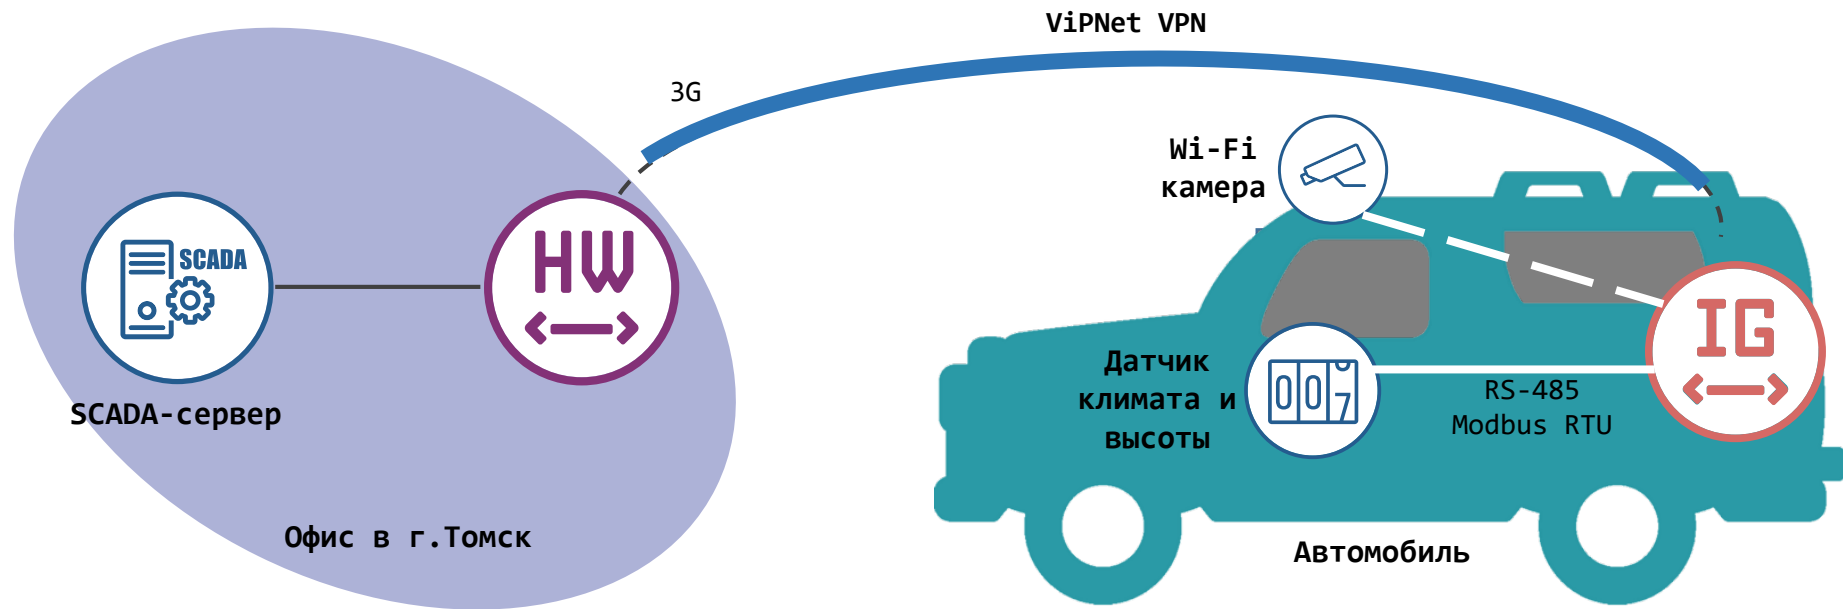 ViPNet VPN
3G
Wi-Fi
камера
SCADA
HW
IG
Датчик
климата и
высоты
007
RS-485
Modbus RTU
SCADA-сервер
Офис в г.Томск
Автомобиль